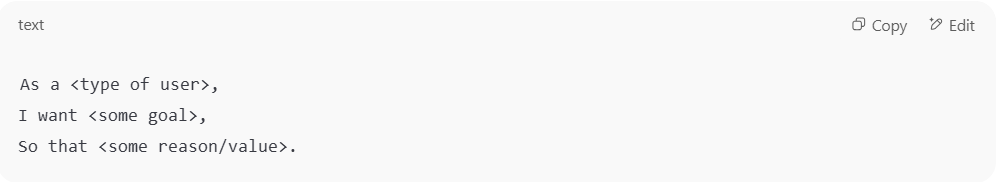 text
Copy
Edit
As a <type of user>,
I want <some goal>,
So that <some reason/value>.